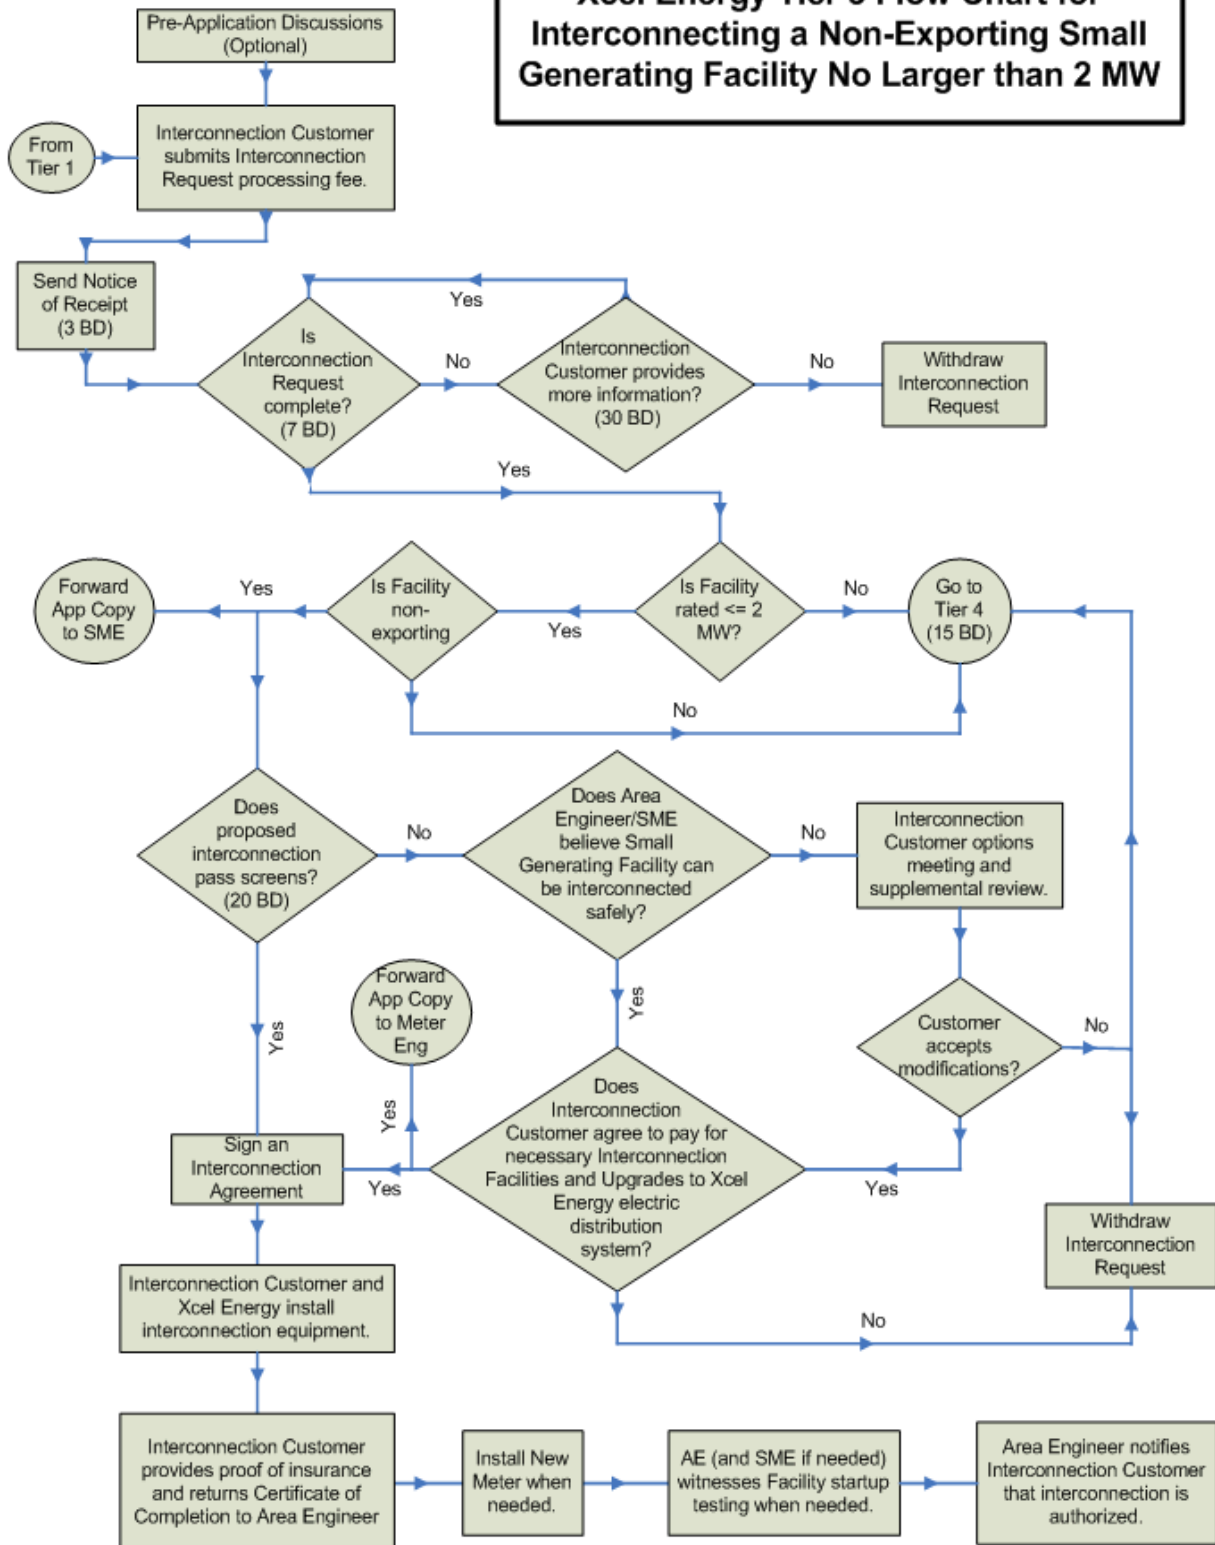 Xcel Energy Tier 3 Flow Chart for
Interconnecting a Non-Exporting Small
Generating Facility No Larger than 2 MW
Pre-Application Discussions
(Optional)
From
Tier 1
Interconnection Customer
submits Interconnection
Request processing fee.
Send Notice
of Receipt
(3 BD)
Is
Interconnection
Request
complete?
(7 BD)
Yes
No
Interconnection
Customer provides
more information?
(30 BD)
No
Withdraw
Interconnection
Request
Yes
Forward
App Copy
to SME
Yes
Is Facility
non-
exporting
Yes
Is Facility
rated <= 2
MW?
No
Go to
Tier 4
(15 BD)
No
Does
proposed
interconnection
pass screens?
(20 BD)
No
Does Area
Engineer/SME
believe Small
Generating Facility can
be interconnected
safely?
No
Interconnection
Customer options
meeting and
supplemental review.
Yes
Forward
App Copy
to Meter
Eng
Yes
Customer
accepts
modifications?
No
Yes
Sign an
Interconnection
Agreement
Yes
Does
Interconnection
Customer agree to pay for
necessary Interconnection
Facilities and Upgrades to Xcel
Energy electric
distribution
system?
Yes
Withdraw
Interconnection
Request
No
Interconnection Customer and
Xcel Energy install
interconnection equipment.
Interconnection Customer
provides proof of insurance
and returns Certificate of
Completion to Area Engineer
Install New
Meter when
needed.
AE (and SME if needed)
witnesses Facility startup
testing when needed.
Area Engineer notifies
Interconnection Customer
that interconnection is
authorized.